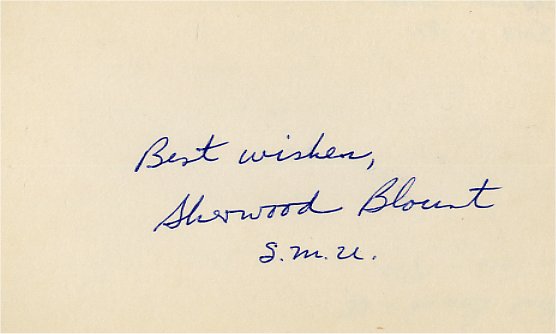 Best wishes,
Sherwood Blount
S.M.U.